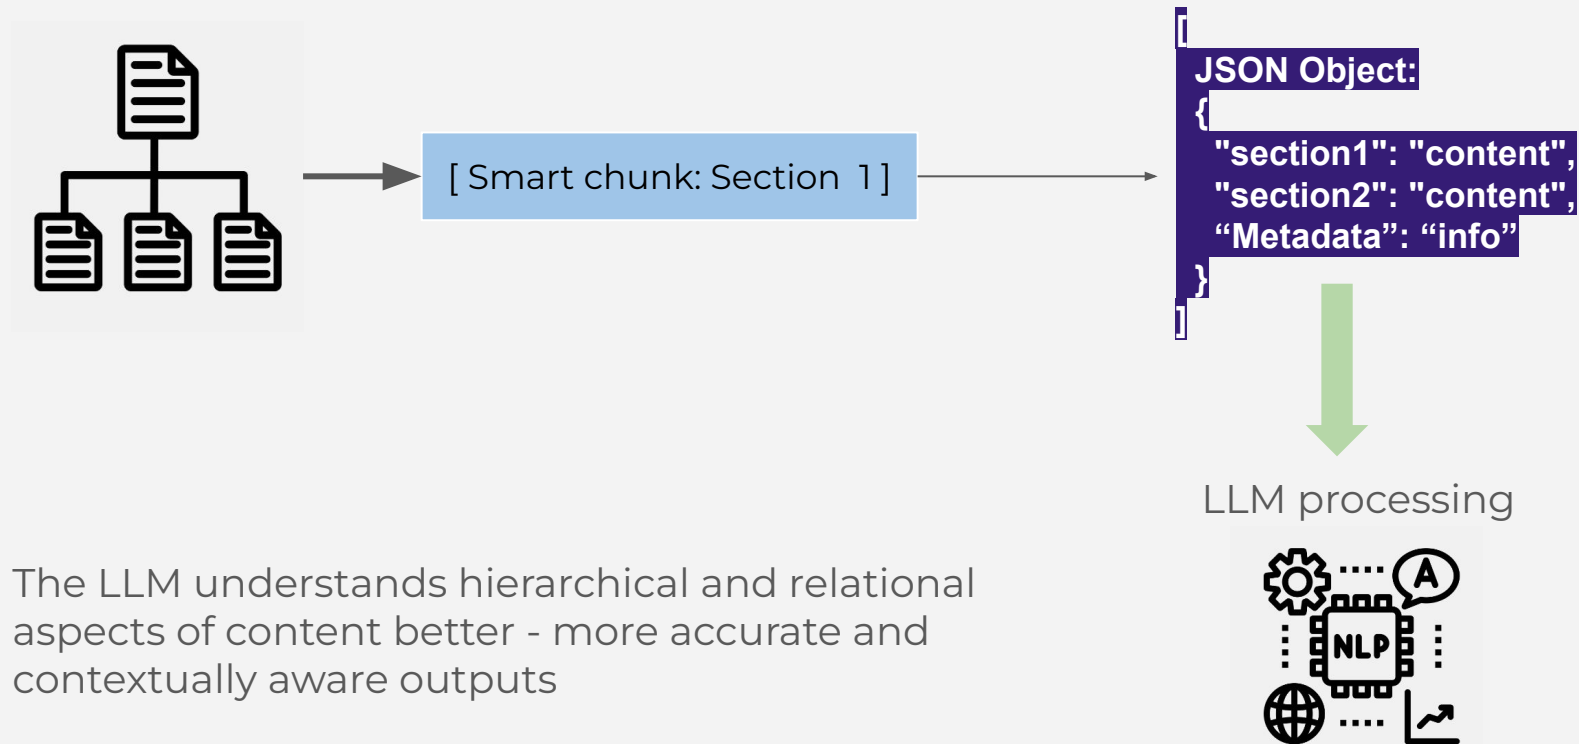 [ Smart chunk: Section 1 ]
[
JSON Object:
{
"section1": "content",
"section2": "content",
“Metadata”: “info”
}
]
LLM processing
The LLM understands hierarchical and relational
aspects of content better - more accurate and
contextually aware outputs
A
NLP